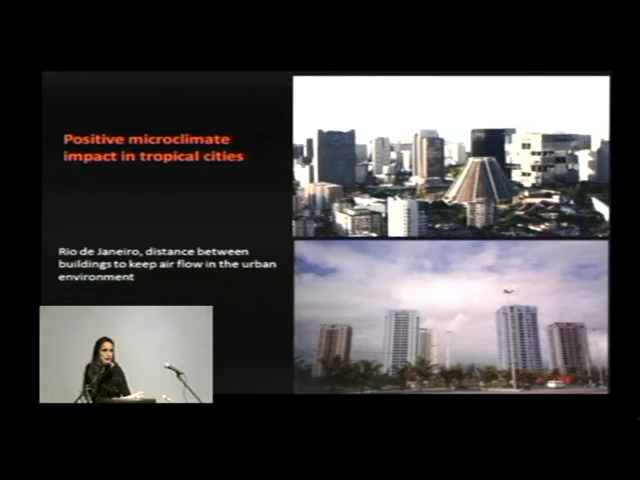 Positive microclimate
impact in tropical cities
Rio de Janeiro, distance between
buildings to keep air flow in the urban
environment